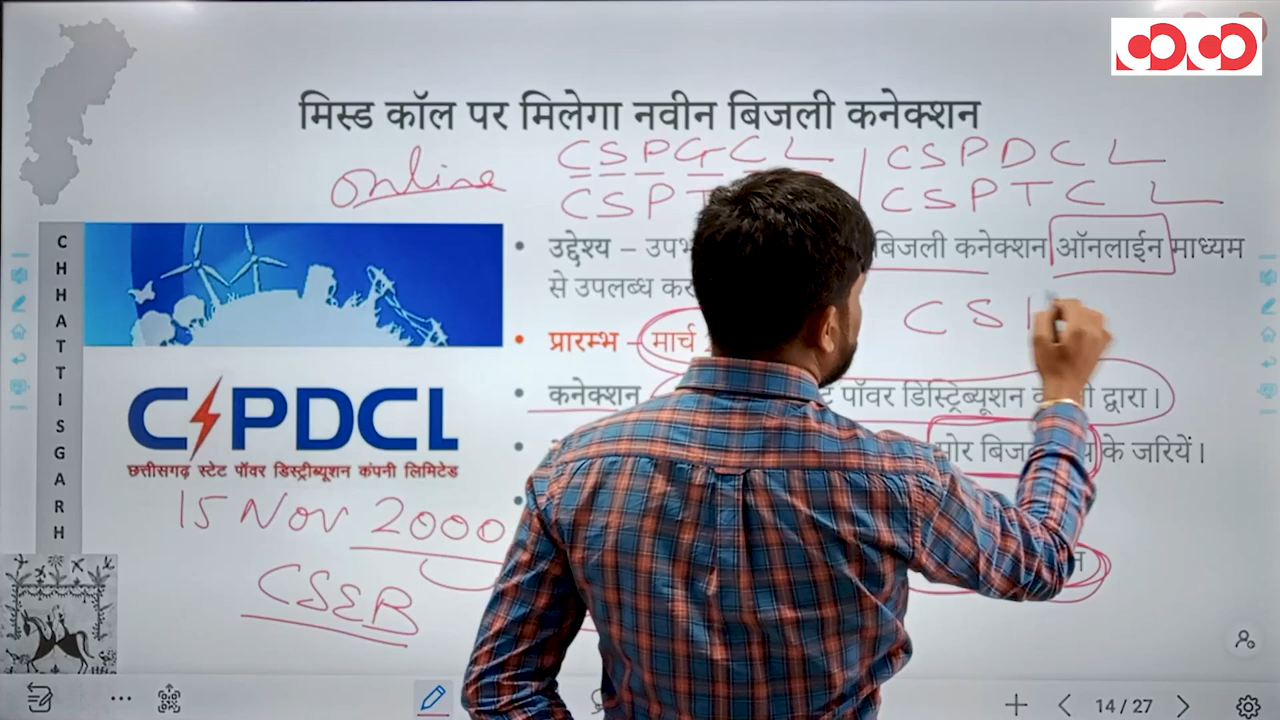 मिस्ड कॉल पर मिलेगा नवीन बिजली कनेक्शन
online
CSPGCL
CSPDCL
CSPT
CSPTCL
• उद्देश्य – उपभ
बिजली कनेक्शन ऑनलाईन माध्यम
से उपलब्ध कर
CS
• प्रारम्भ – मार्च
• कनेक्शन
पॉवर डिस्ट्रिब्यूशन
द्वारा।
मोर बिज
के जरियें।
CHHATTISGARH
CSPDCL
छत्तीसगढ़ स्टेट पॉवर डिस्ट्रीब्यूशन कंपनी लिमिटेड
15 Nov 2000
CSEB
14 / 27